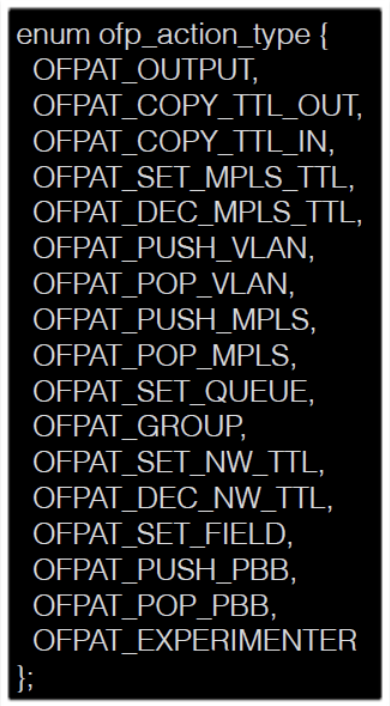 enum ofp_action_type {
OFPAT_OUTPUT,
OFPAT_COPY_TTL_OUT,
OFPAT_COPY_TTL_IN,
OFPAT_SET_MPLS_TTL,
OFPAT_DEC_MPLS_TTL,
OFPAT_PUSH_VLAN,
OFPAT_POP_VLAN,
OFPAT_PUSH_MPLS,
OFPAT_POP_MPLS,
OFPAT_SET_QUEUE,
OFPAT_GROUP,
OFPAT_SET_NW_TTL,
OFPAT_DEC_NW_TTL,
OFPAT_SET_FIELD,
OFPAT_PUSH_PBB,
OFPAT_POP_PBB,
OFPAT_EXPERIMENTER
};